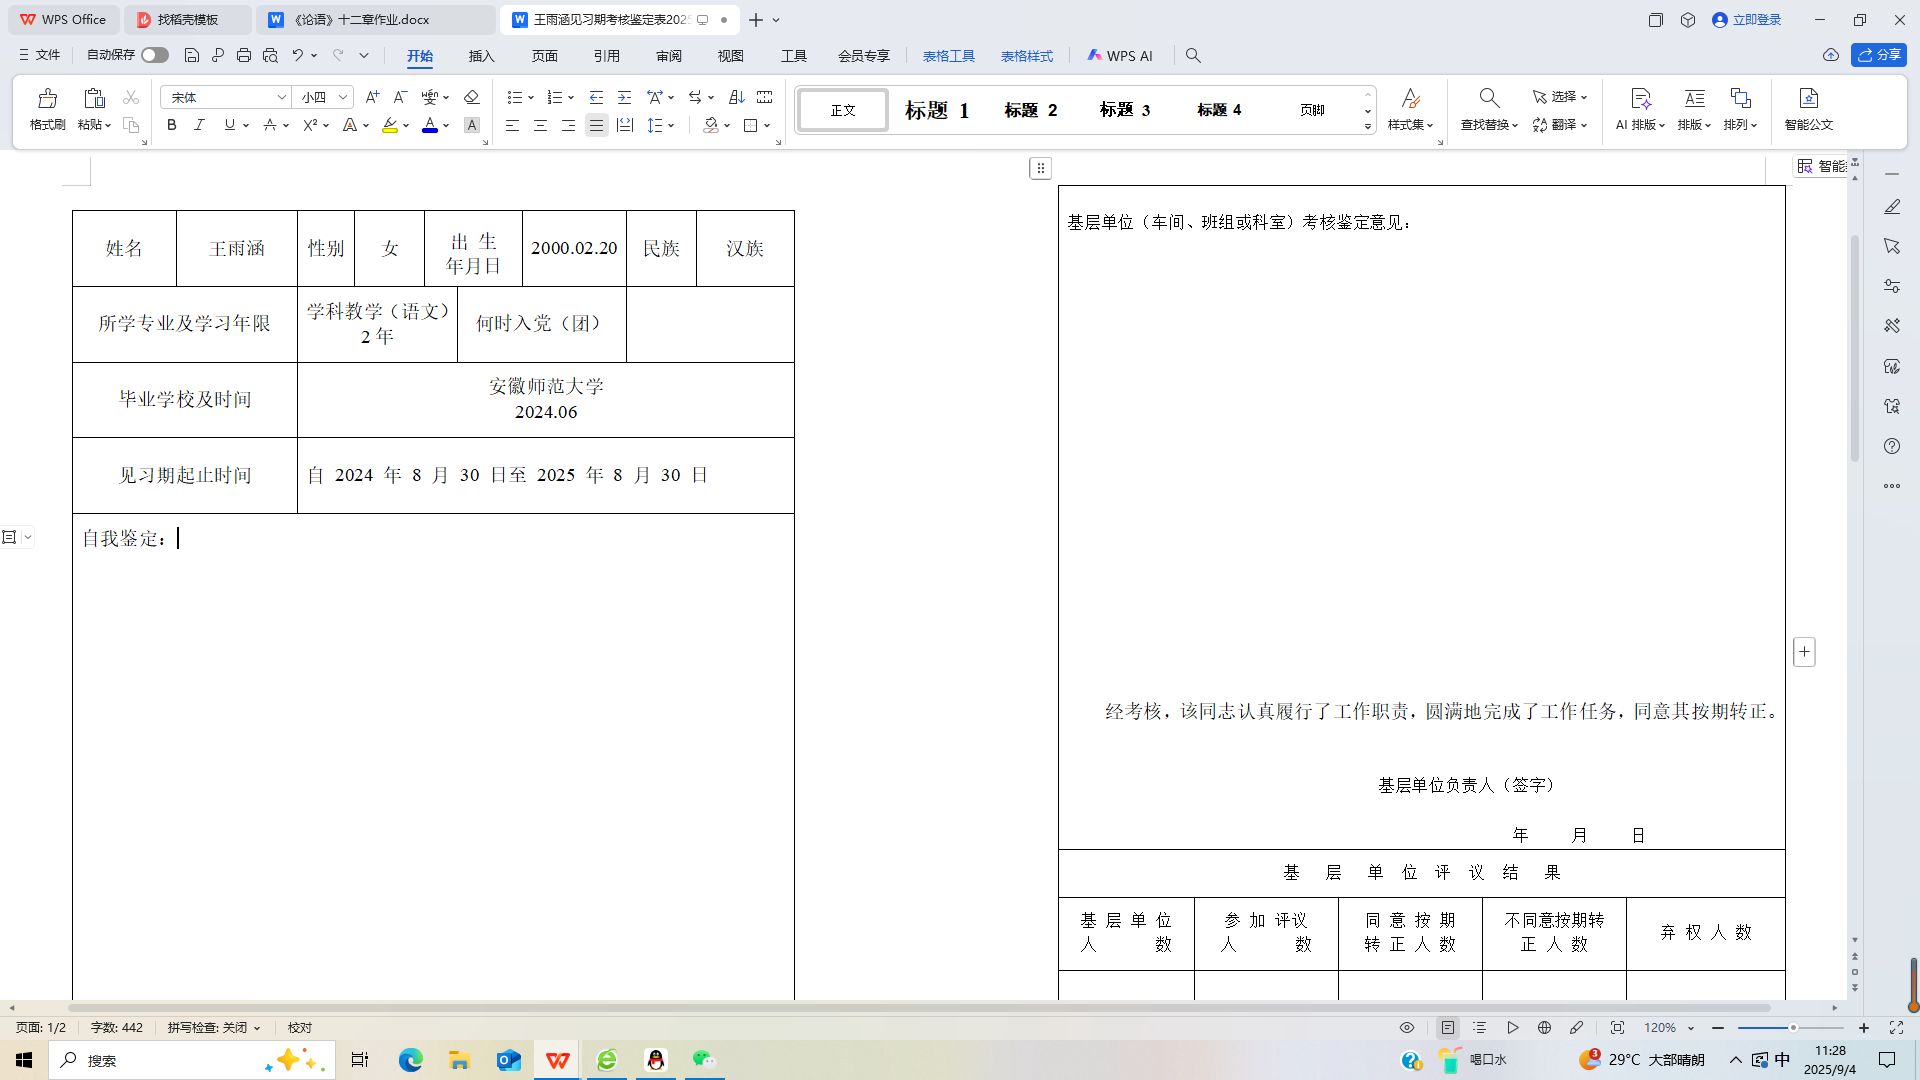 WPS Office
找稻壳模板
《论语》十二章作业.docx
王雨涵见习期考核鉴定表2025
立即登录
文件
自动保存
开始
插入
页面
引用
审阅
视图
工具
会员专享
表格工具
表格样式
WPS AI
分享
格式刷
粘贴
宋体
小四
正文
标题 1
标题 2
标题 3
标题 4
页脚
样式集
查找替换
选择
翻译
AI 排版
排版
排列
智能公文
智能
姓名
王雨涵
性别
女
出 生
年月日
2000.02.20
民族
汉族
所学专业及学习年限
学科教学（语文）
2 年
何时入党（团）
毕业学校及时间
安徽师范大学
2024.06
见习期起止时间
自 2024 年 8 月 30 日至 2025 年 8 月 30 日
自我鉴定：
基层单位（车间、班组或科室）考核鉴定意见：
经考核，该同志认真履行了工作职责，圆满地完成了工作任务，同意其按期转正。
基层单位负责人（签字）
年 月 日
基 层 单 位 评 议 结 果
基 层 单 位
人 数
参 加 评议
人 数
同 意 按 期
转 正 人 数
不同意按期转
正 人 数
弃 权 人 数
页面: 1/2
字数: 442
拼写检查: 关闭
校对
120%
搜索
喝口水
3
29°C 大部晴朗
中
11:28
2025/9/4